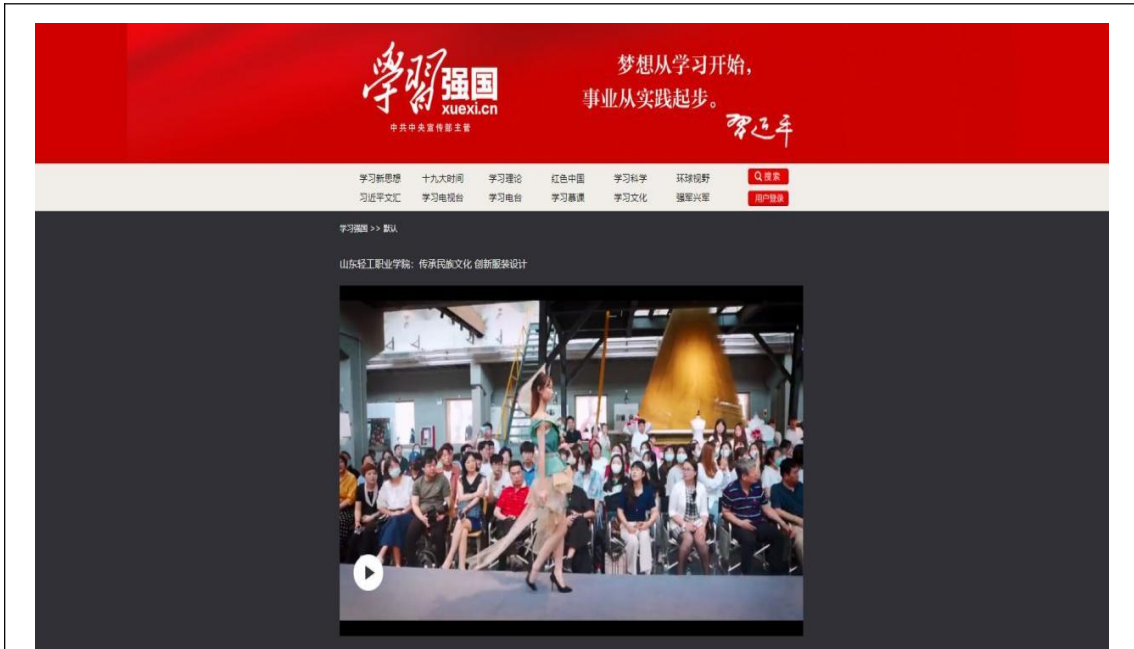 學習强国
xuexi.cn
中共中央宣传部主管
梦想从学习开始，
事业从实践起步。
习近平
学习新思想 十九大时间 学习理论 红色中国 学习科学 环球视野 搜索
习近平文汇 学习电视台 学习电台 学习慕课 学习文化 强军兴军 用户登录
学习强国 >> 默认
山东轻工职业学院：传承民族文化 创新服装设计